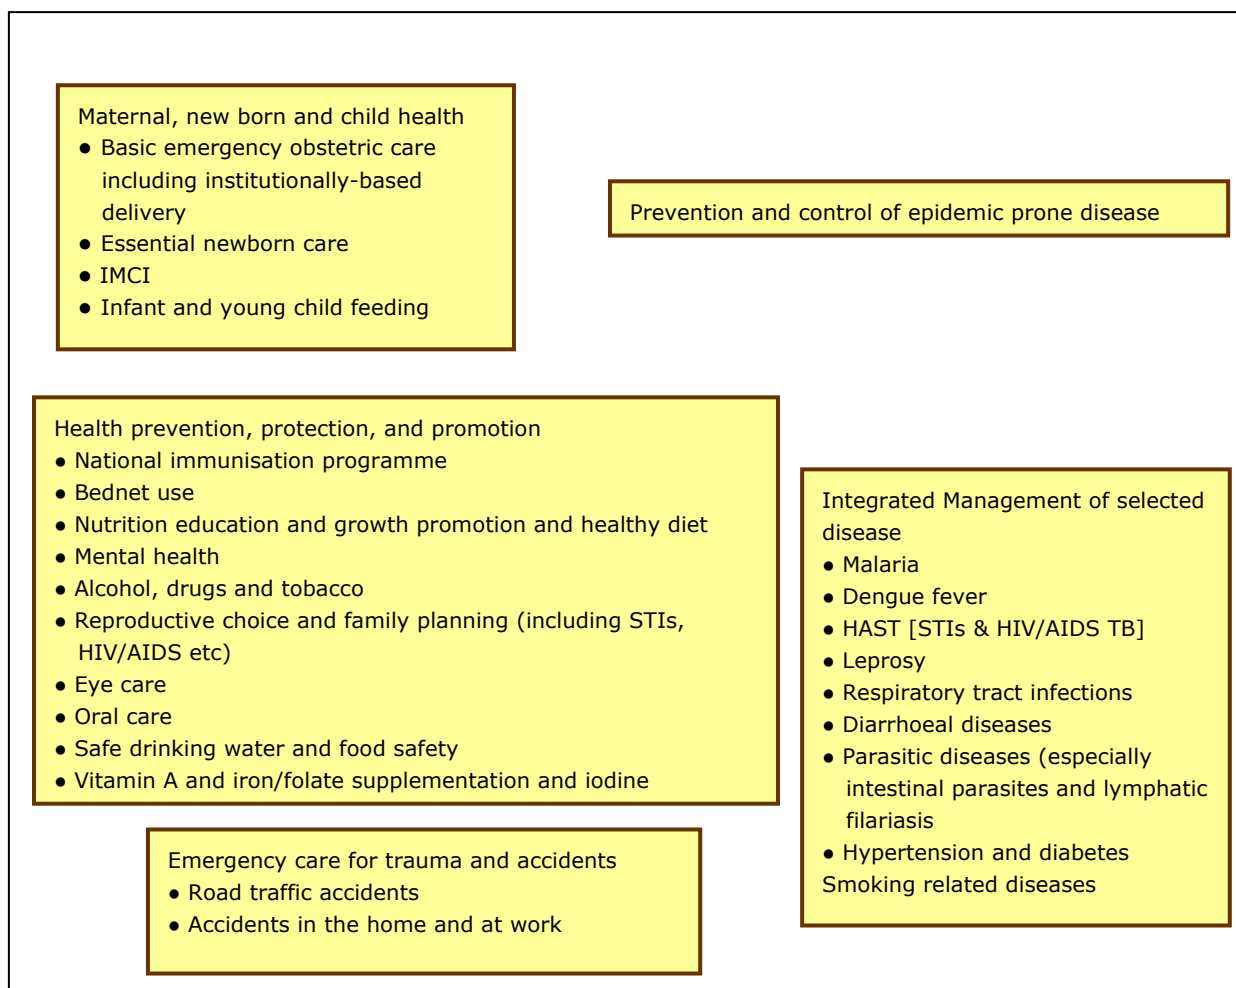 Maternal, new born and child health
● Basic emergency obstetric care
including institutionally-based
delivery
● Essential newborn care
● IMCI
● Infant and young child feeding
Prevention and control of epidemic prone disease
Health prevention, protection, and promotion
● National immunisation programme
● Bednet use
● Nutrition education and growth promotion and healthy diet
● Mental health
● Alcohol, drugs and tobacco
● Reproductive choice and family planning (including STIs,
HIV/AIDS etc)
● Eye care
● Oral care
● Safe drinking water and food safety
● Vitamin A and iron/folate supplementation and iodine
Integrated Management of selected
disease
● Malaria
● Dengue fever
● HAST [STIs & HIV/AIDS TB]
● Leprosy
● Respiratory tract infections
● Diarrhoeal diseases
● Parasitic diseases (especially
intestinal parasites and lymphatic
filariasis
● Hypertension and diabetes
Smoking related diseases
Emergency care for trauma and accidents
● Road traffic accidents
● Accidents in the home and at work